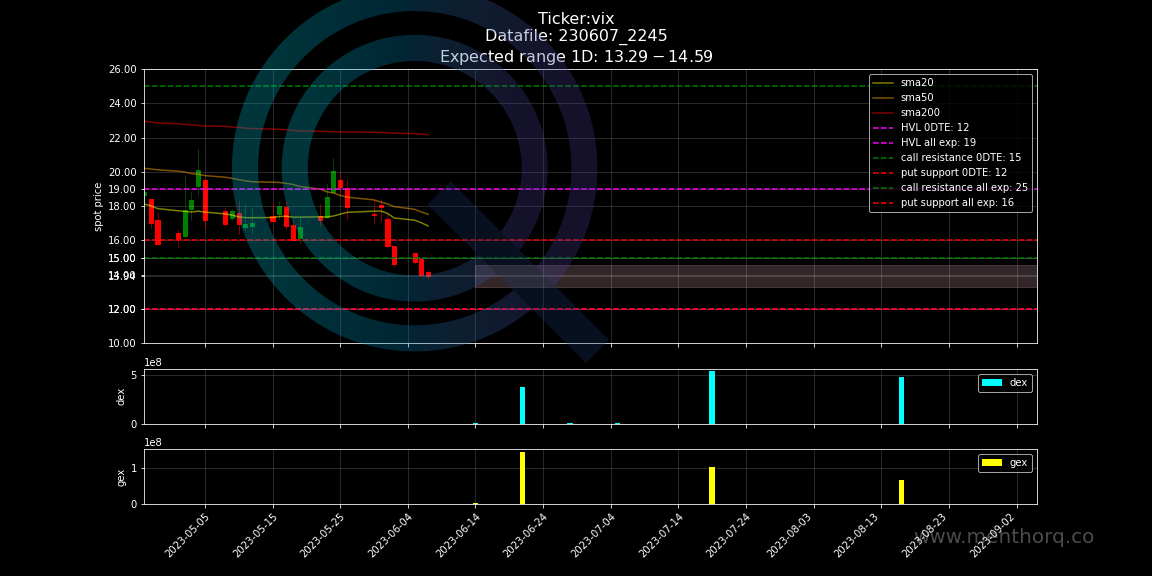 Ticker:vix
Datafile: 230607_2245
Expected range 1D: 13.29 − 14.59
26.00
24.00
22.00
20.00
19.00
18.00
16.00
15.00
12.00
10.00
spot price
sma20
sma50
sma200
HVL 0DTE: 12
HVL all exp: 19
call resistance 0DTE: 15
put support 0DTE: 12
call resistance all exp: 25
put support all exp: 16
1e8
5
0
dex
dex
1e8
1
0
gex
gex
2023-05-05
2023-05-15
2023-05-25
2023-06-04
2023-06-14
2023-06-24
2023-07-04
2023-07-14
2023-07-24
2023-08-03
2023-08-13
2023-08-23
2023-09-02
www.menthorq.co